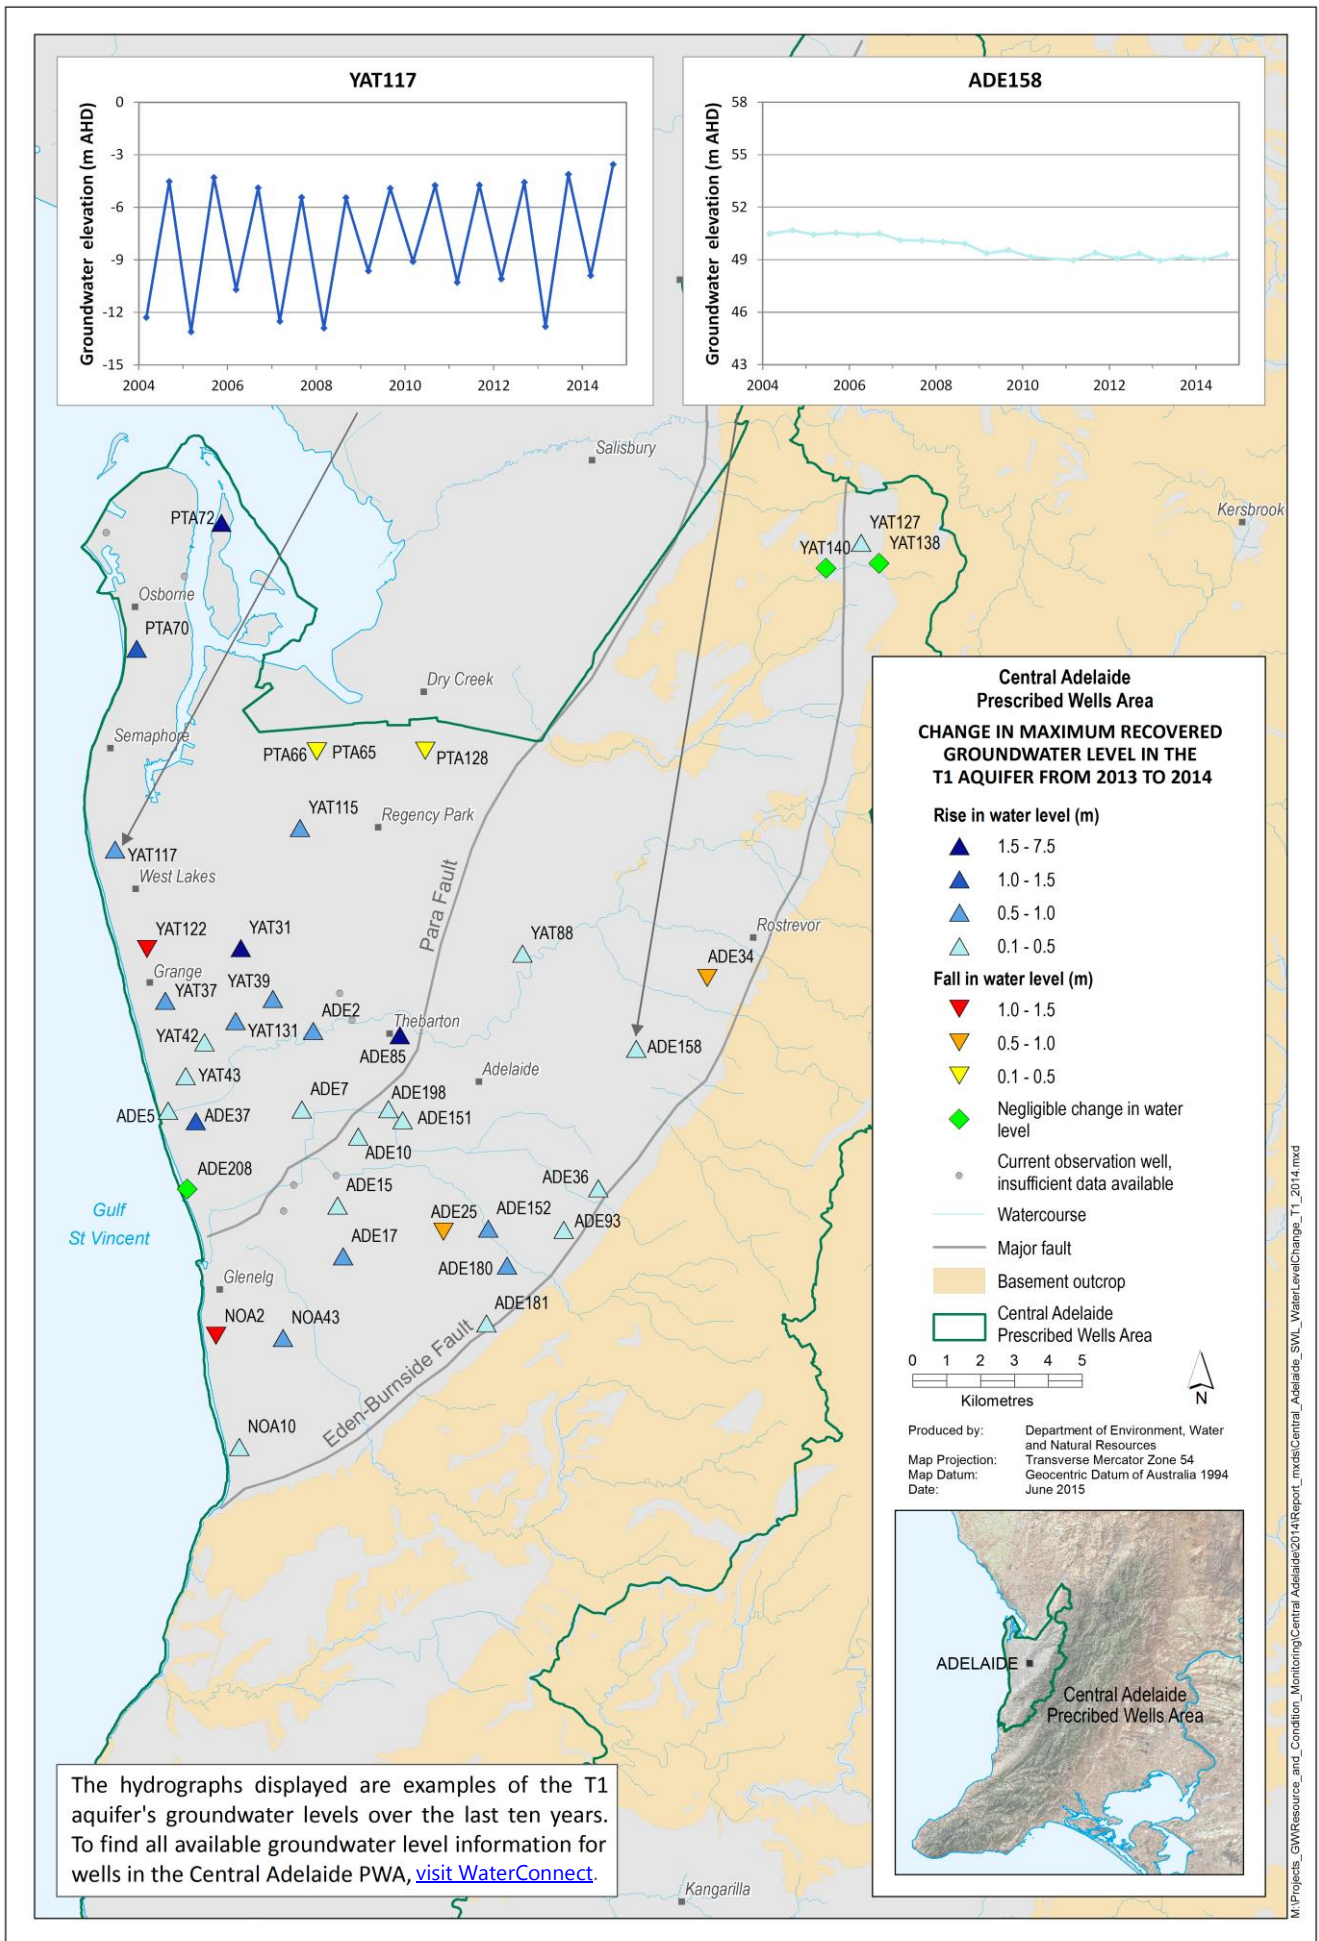 YAT117
Groundwater elevation (m AHD)
0
-3
-6
-9
-12
-15
2004
2006
2008
2010
2012
2014
ADE158
Groundwater elevation (m AHD)
58
55
52
49
46
43
2004
2006
2008
2010
2012
2014
Salisbury
Kersbrook
PTA72
YAT127
YAT140
YAT138
Osborne
PTA70
Dry Creek
Semaphore
PTA66
PTA65
PTA128
YAT115
Regency Park
YAT117
West Lakes
Para Fault
YAT122
YAT31
YAT88
Rostrevor
ADE34
Grange
YAT37
YAT39
YAT131
ADE2
YAT42
Thebarton
ADE85
ADE158
YAT43
Adelaide
ADE7
ADE198
ADE5
ADE37
ADE151
ADE10
ADE208
ADE15
ADE36
Gulf
St Vincent
ADE25
ADE152
ADE93
ADE17
ADE180
Glenelg
NOA2
NOA43
ADE181
Eden-Burnside Fault
NOA10
Kangarilla
Central Adelaide
Prescribed Wells Area
CHANGE IN MAXIMUM RECOVERED
GROUNDWATER LEVEL IN THE
T1 AQUIFER FROM 2013 TO 2014
Rise in water level (m)
1.5 - 7.5
1.0 - 1.5
0.5 - 1.0
0.1 - 0.5
Fall in water level (m)
1.0 - 1.5
0.5 - 1.0
0.1 - 0.5
Negligible change in water
level
Current observation well,
insufficient data available
Watercourse
Major fault
Basement outcrop
Central Adelaide
Prescribed Wells Area
0 1 2 3 4 5
Kilometres
N
Produced by: Department of Environment, Water
and Natural Resources
Map Projection: Transverse Mercator Zone 54
Map Datum: Geocentric Datum of Australia 1994
Date: June 2015
ADELAIDE
Central Adelaide
Precribed Wells Area
The hydrographs displayed are examples of the T1
aquifer's groundwater levels over the last ten years.
To find all available groundwater level information for
wells in the Central Adelaide PWA, visit WaterConnect.
M:\Projects_GW\Resource_and_Condition_Monitoring\Central Adelaide\2014\Report_mxds\Central_Adelaide_SWL_WaterLevelChange_T1_2014.mxd